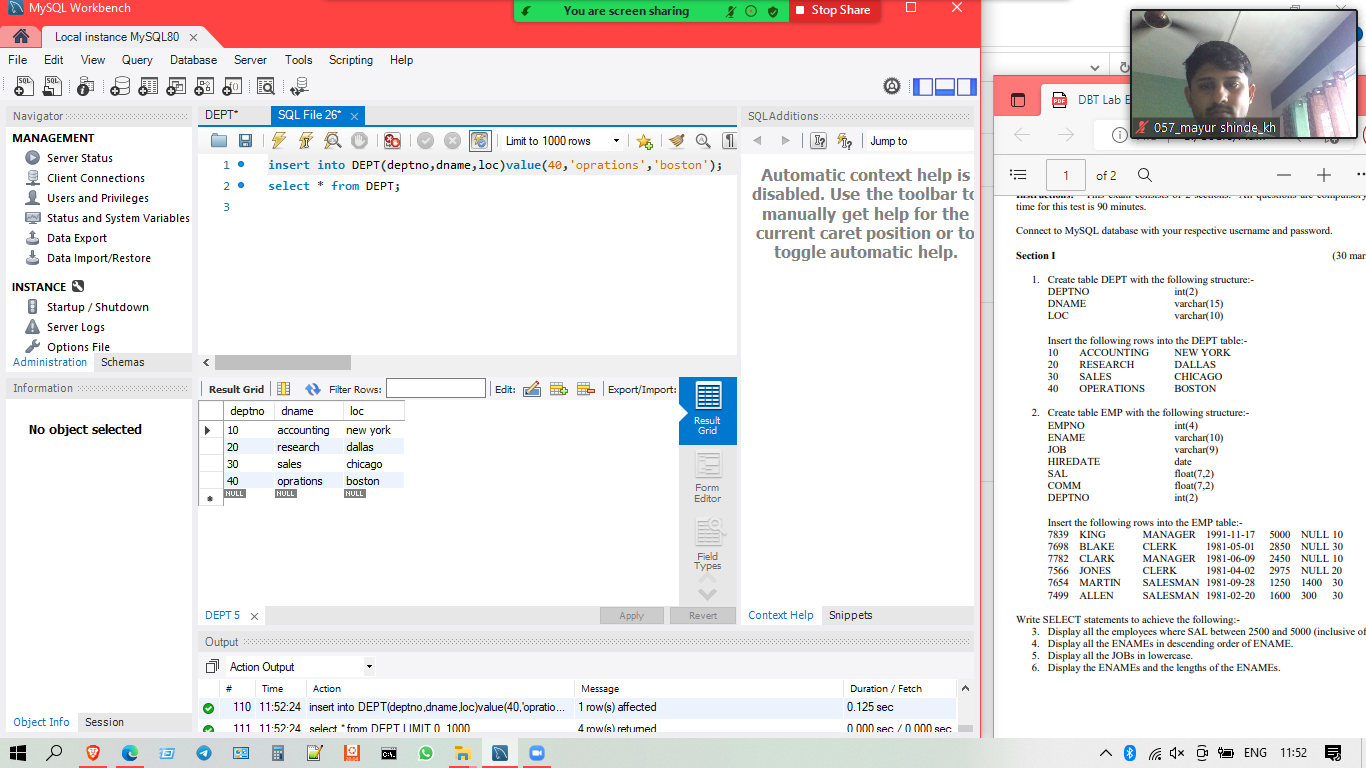 MySQL Workbench
You are screen sharing
Stop Share
Local instance MySQL80
File Edit View Query Database Server Tools Scripting Help
Navigator
MANAGEMENT
Server Status
Client Connections
Users and Privileges
Status and System Variables
Data Export
Data Import/Restore
INSTANCE
Startup / Shutdown
Server Logs
Options File
Administration Schemas
Information
No object selected
Object Info Session
DEPT* SQL File 26*
Limit to 1000 rows
1 insert into DEPT(deptno,dname,loc)value(40,'oprations','boston');
2 select * from DEPT;
3
Result Grid Filter Rows: Edit: Export/Import:
deptno dname loc
10 accounting new york
20 research dallas
30 sales chicago
40 oprations boston
NULL NULL NULL
Result Grid
Form Editor
Field Types
DEPT 5 Apply Revert
Output
Action Output
# Time Action Message Duration / Fetch
110 11:52:24 insert into DEPT(deptno,dname,loc)value(40,'opratio... 1 row(s) affected 0.125 sec
111 11:52:24 select * from DEPT LIMIT 0, 1000 4 row(s) returned 0.000 sec / 0.000 sec
SQLAdditions
Jump to
Automatic context help is
disabled. Use the toolbar to
manually get help for the
current caret position or to
toggle automatic help.
Context Help Snippets
057_mayur shinde_kh
PDF DBT Lab E
1 of 2
time for this test is 90 minutes.
Connect to MySQL database with your respective username and password.
Section I (30 mar
1. Create table DEPT with the following structure:-
DEPTNO int(2)
DNAME varchar(15)
LOC varchar(10)
Insert the following rows into the DEPT table:-
10 ACCOUNTING NEW YORK
20 RESEARCH DALLAS
30 SALES CHICAGO
40 OPERATIONS BOSTON
2. Create table EMP with the following structure:-
EMPNO int(4)
ENAME varchar(10)
JOB varchar(9)
HIREDATE date
SAL float(7,2)
COMM float(7,2)
DEPTNO int(2)
Insert the following rows into the EMP table:-
7839 KING MANAGER 1991-11-17 5000 NULL 10
7698 BLAKE CLERK 1981-05-01 2850 NULL 30
7782 CLARK MANAGER 1981-06-09 2450 NULL 10
7566 JONES CLERK 1981-04-02 2975 NULL 20
7654 MARTIN SALESMAN 1981-09-28 1250 1400 30
7499 ALLEN SALESMAN 1981-02-20 1600 300 30
Write SELECT statements to achieve the following:-
3. Display all the employees where SAL between 2500 and 5000 (inclusive of
4. Display all the ENAMEs in descending order of ENAME.
5. Display all the JOBs in lowercase.
6. Display the ENAMEs and the lengths of the ENAMEs.
ENG 11:52